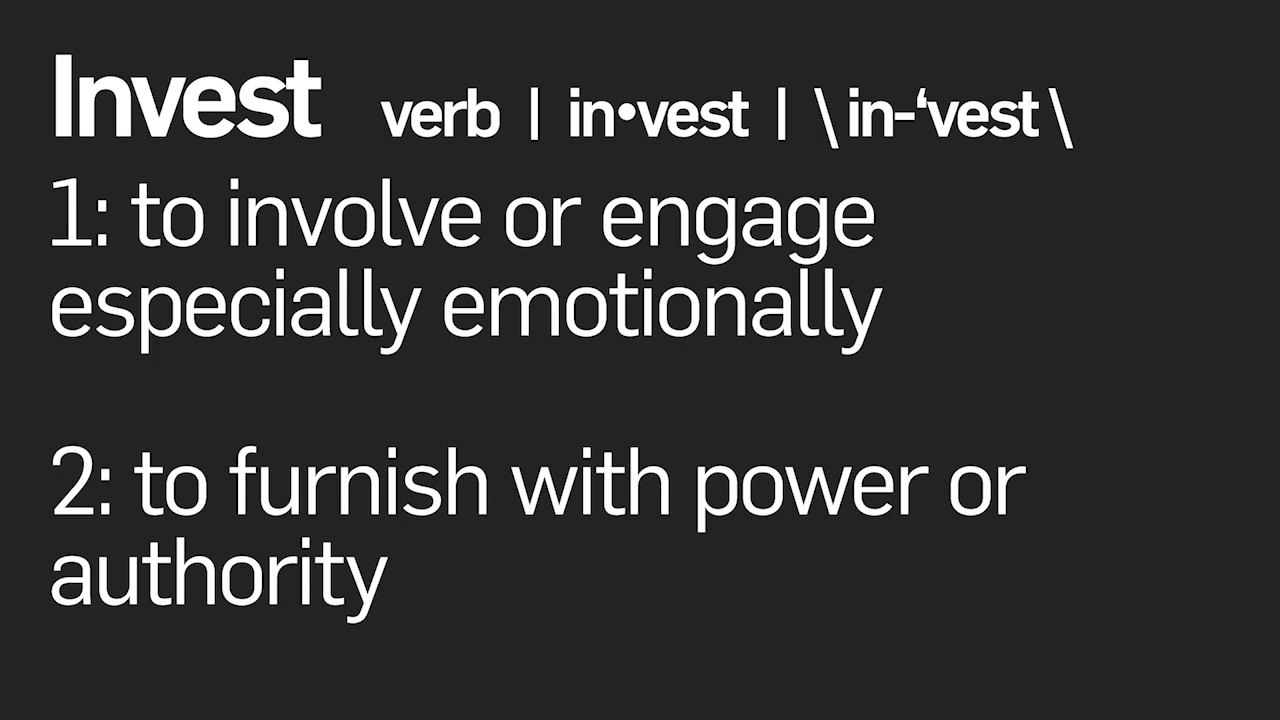 Invest verb | in•vest | \ in-‘vest \
1: to involve or engage
especially emotionally
2: to furnish with power or
authority